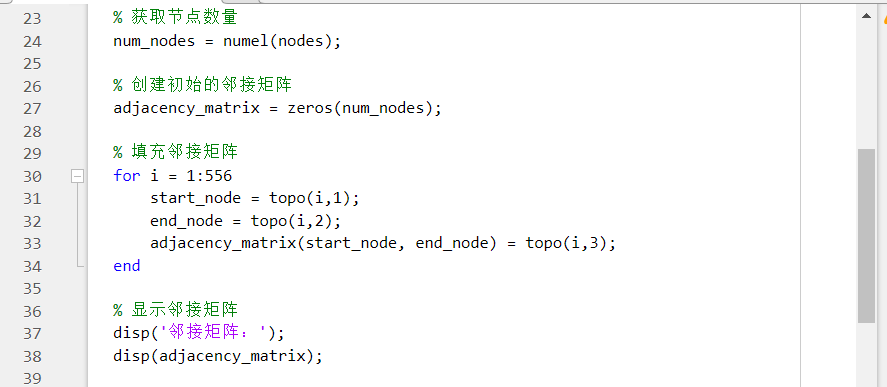 23 % 获取节点数量
24 num_nodes = numel(nodes);
25
26 % 创建初始的邻接矩阵
27 adjacency_matrix = zeros(num_nodes);
28
29 % 填充邻接矩阵
30 for i = 1:556
31 start_node = topo(i,1);
32 end_node = topo(i,2);
33 adjacency_matrix(start_node, end_node) = topo(i,3);
34 end
35
36 % 显示邻接矩阵
37 disp('邻接矩阵：');
38 disp(adjacency_matrix);
39